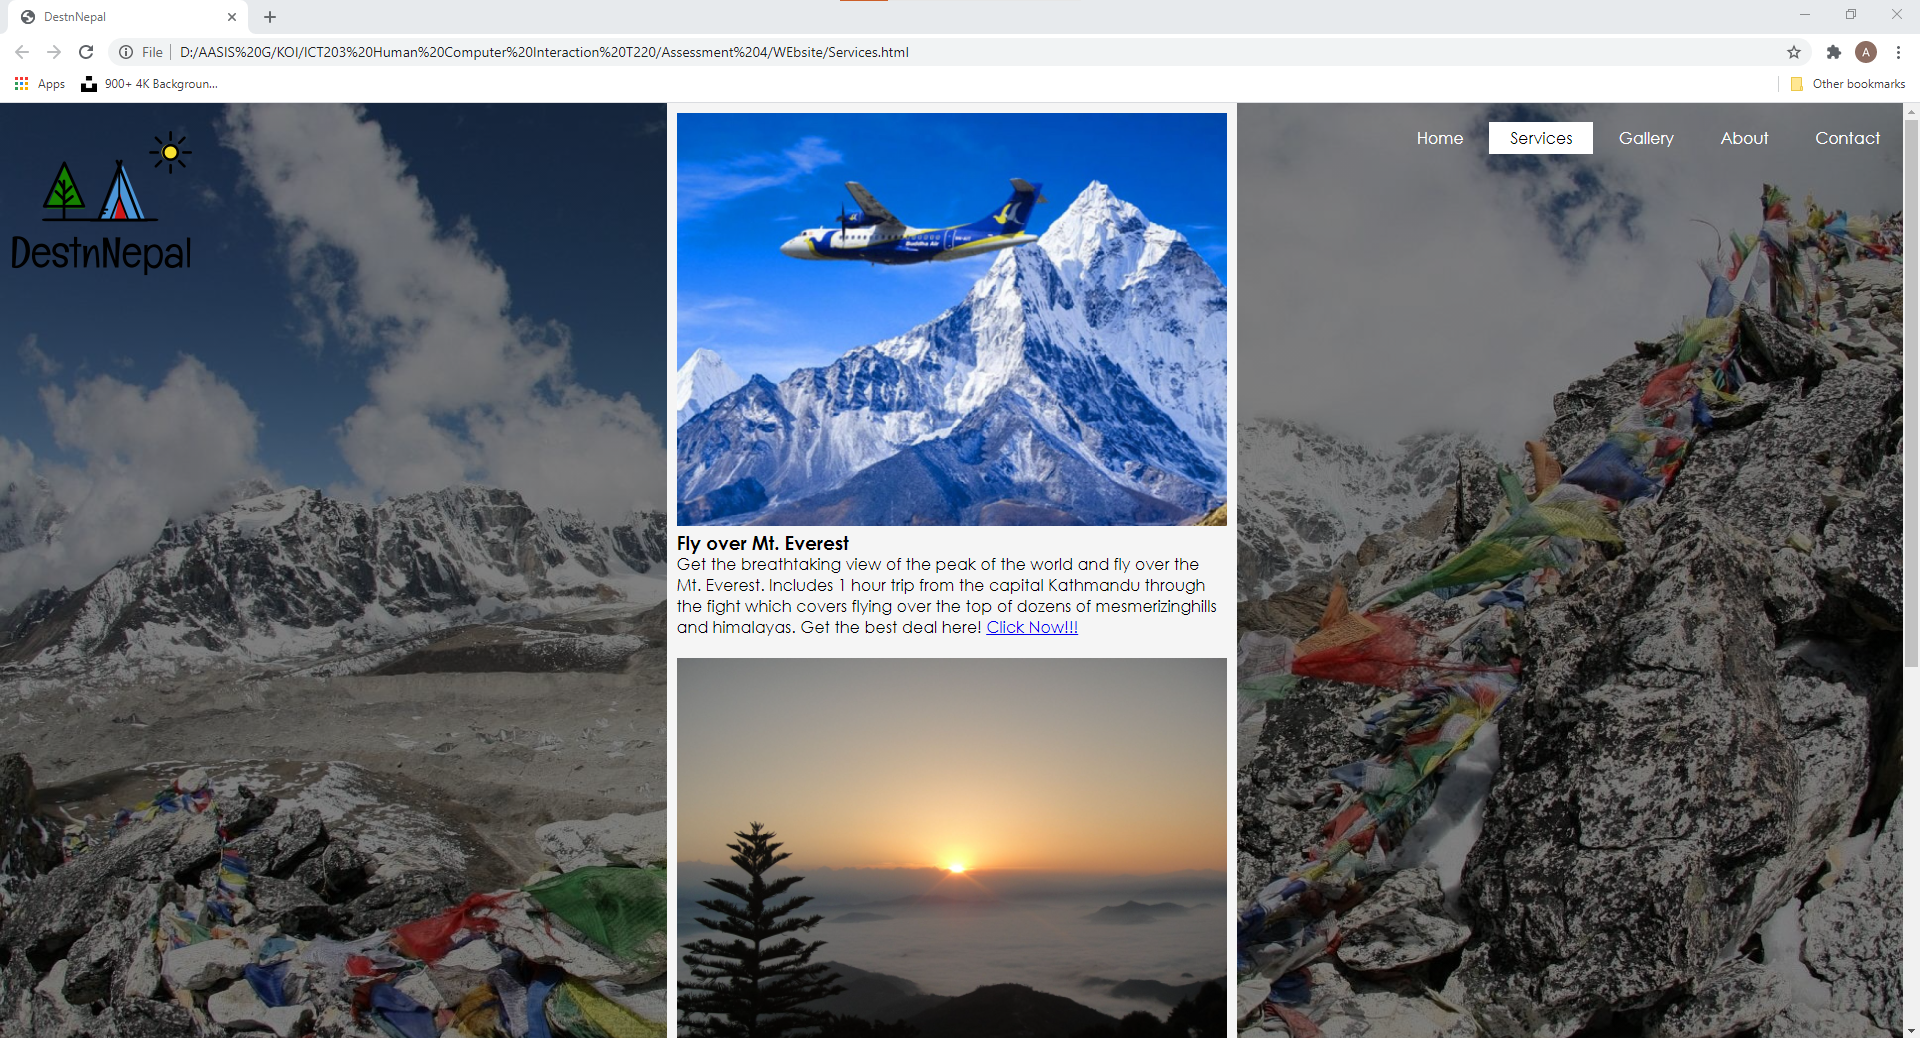 DestnNepal
File
D:/AASIS%20G/KOI/ICT203%20Human%20Computer%20Interaction%20T220/Assessment%204/WEbsite/Services.html
A
Apps
900+ 4K Backgroun...
Other bookmarks
DestnNepal
Home
Services
Gallery
About
Contact
Buddha Air
Fly over Mt. Everest
Get the breathtaking view of the peak of the world and fly over the
Mt. Everest. Includes 1 hour trip from the capital Kathmandu through
the fight which covers flying over the top of dozens of mesmerizinghills
and himalayas. Get the best deal here! Click Now!!!